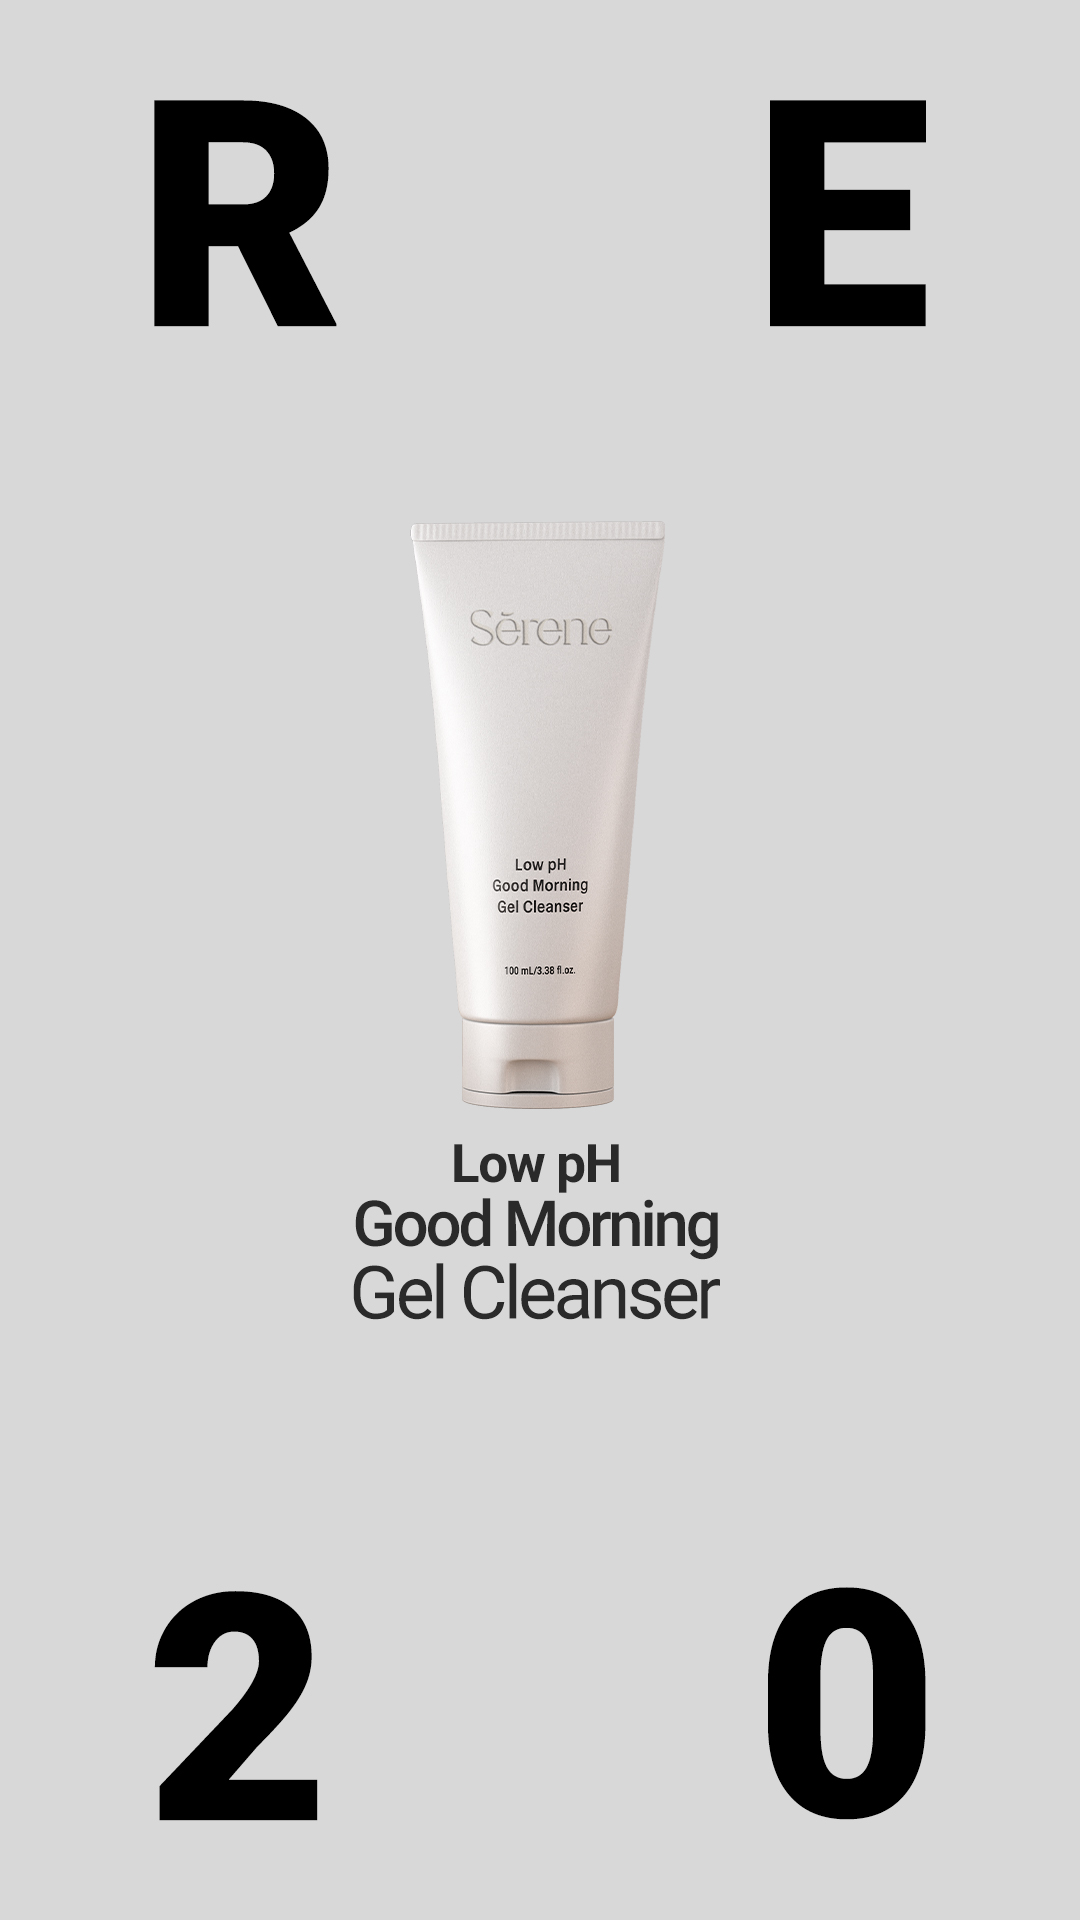 R E
Sĕrene
Low pH
Good Morning
Gel Cleanser
100 mL/3.38 fl.oz.
Low pH
Good Morning
Gel Cleanser
2 0